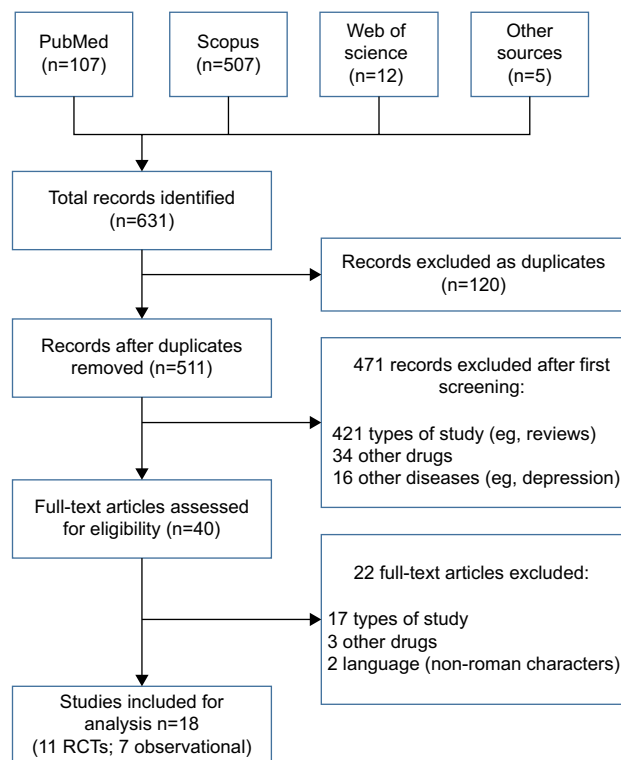 PubMed
(n=107)
Scopus
(n=507)
Web of
science
(n=12)
Other
sources
(n=5)
Total records identified
(n=631)
Records excluded as duplicates
(n=120)
Records after duplicates
removed (n=511)
471 records excluded after first
screening:
421 types of study (eg, reviews)
34 other drugs
16 other diseases (eg, depression)
Full-text articles assessed
for eligibility (n=40)
22 full-text articles excluded:
17 types of study
3 other drugs
2 language (non-roman characters)
Studies included for
analysis n=18
(11 RCTs; 7 observational)